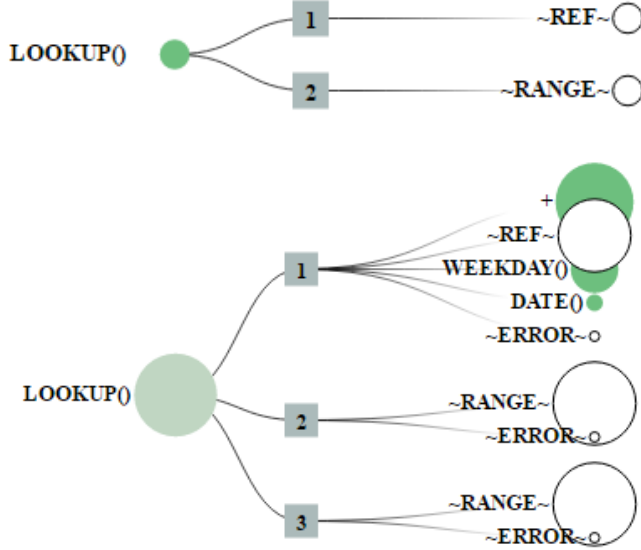 1
~REF~
LOOKUP()
2
~RANGE~
+
~REF~
1
WEEKDAY()
DATE()
~ERROR~
LOOKUP()
~RANGE~
2
~ERROR~
~RANGE~
3
~ERROR~